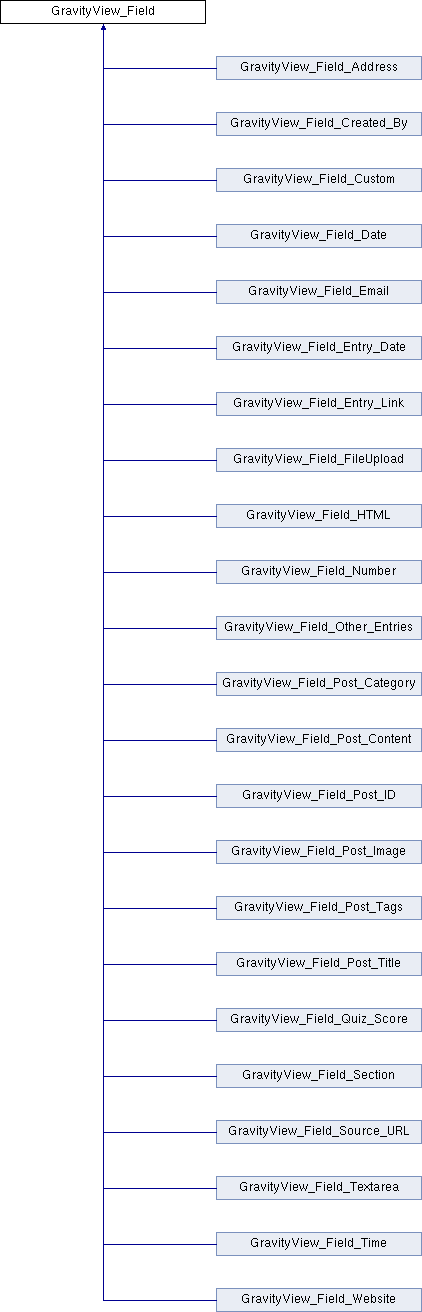 GravityView_Field
GravityView_Field_Address
GravityView_Field_Created_By
GravityView_Field_Custom
GravityView_Field_Date
GravityView_Field_Email
GravityView_Field_Entry_Date
GravityView_Field_Entry_Link
GravityView_Field_FileUpload
GravityView_Field_HTML
GravityView_Field_Number
GravityView_Field_Other_Entries
GravityView_Field_Post_Category
GravityView_Field_Post_Content
GravityView_Field_Post_ID
GravityView_Field_Post_Image
GravityView_Field_Post_Tags
GravityView_Field_Post_Title
GravityView_Field_Quiz_Score
GravityView_Field_Section
GravityView_Field_Source_URL
GravityView_Field_Textarea
GravityView_Field_Time
GravityView_Field_Website